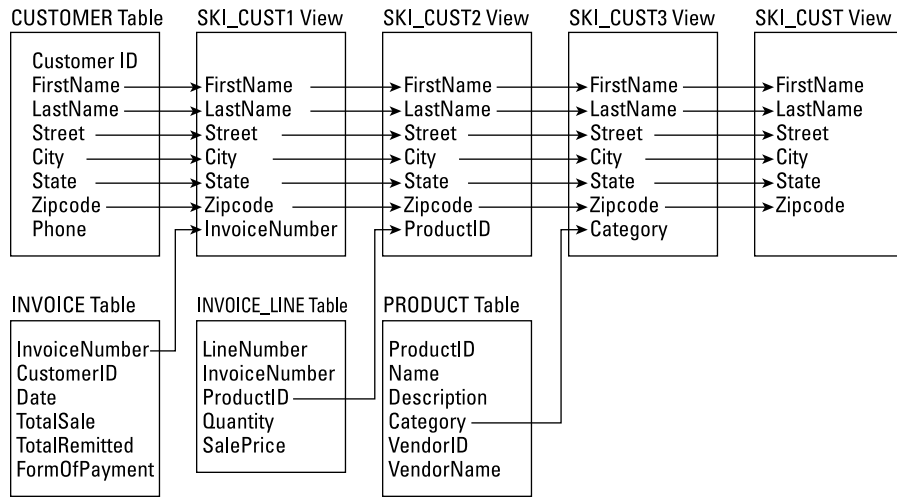 CUSTOMER Table
Customer ID
FirstName
LastName
Street
City
State
Zipcode
Phone
SKI_CUST1 View
FirstName
LastName
Street
City
State
Zipcode
InvoiceNumber
SKI_CUST2 View
FirstName
LastName
Street
City
State
Zipcode
ProductID
SKI_CUST3 View
FirstName
LastName
Street
City
State
Zipcode
Category
SKI_CUST View
FirstName
LastName
Street
City
State
Zipcode
INVOICE Table
InvoiceNumber
CustomerID
Date
TotalSale
TotalRemitted
FormOfPayment
INVOICE_LINE Table
LineNumber
InvoiceNumber
ProductID
Quantity
SalePrice
PRODUCT Table
ProductID
Name
Description
Category
VendorID
VendorName